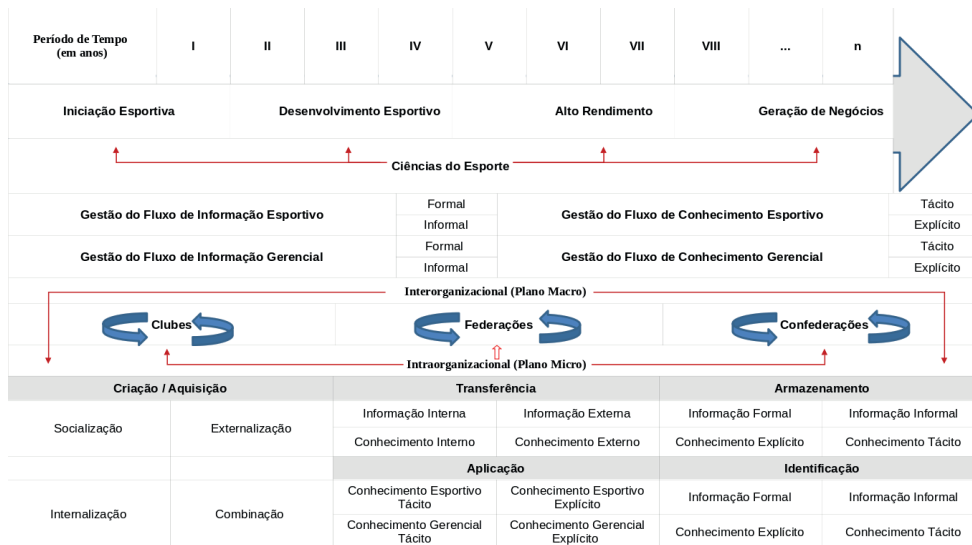 Período de Tempo
(em anos)
I
II
III
IV
V
VI
VII
VIII
...
n
Iniciação Esportiva
Desenvolvimento Esportivo
Alto Rendimento
Geração de Negócios
Ciências do Esporte
Gestão do Fluxo de Informação Esportivo
Formal
Informal
Gestão do Fluxo de Conhecimento Esportivo
Tácito
Explícito
Gestão do Fluxo de Informação Gerencial
Formal
Informal
Gestão do Fluxo de Conhecimento Gerencial
Tácito
Explícito
Interorganizacional (Plano Macro)
Clubes
Federações
Confederações
Intraorganizacional (Plano Micro)
Criação / Aquisição
Transferência
Armazenamento
Socialização
Externalização
Informação Interna
Informação Externa
Informação Formal
Informação Informal
Conhecimento Interno
Conhecimento Externo
Conhecimento Explícito
Conhecimento Tácito
Aplicação
Identificação
Internalização
Combinação
Conhecimento Esportivo
Tácito
Conhecimento Esportivo
Explícito
Informação Formal
Informação Informal
Conhecimento Gerencial
Tácito
Conhecimento Gerencial
Explícito
Conhecimento Explícito
Conhecimento Tácito